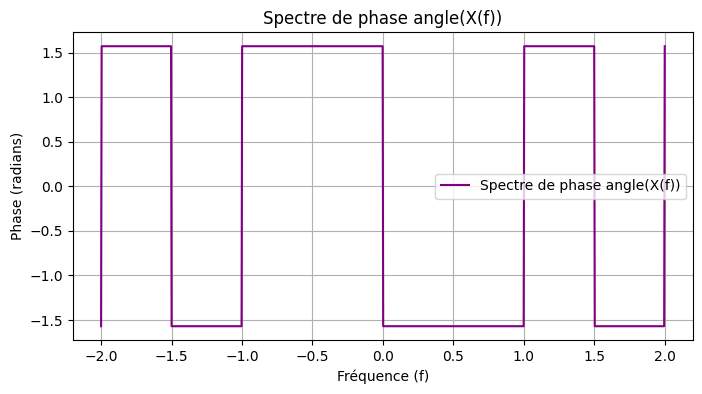 Spectre de phase angle(X(f))
1.5
1.0
0.5
0.0
−0.5
−1.0
−1.5
Phase (radians)
Spectre de phase angle(X(f))
−2.0 −1.5 −1.0 −0.5 0.0 0.5 1.0 1.5 2.0
Fréquence (f)